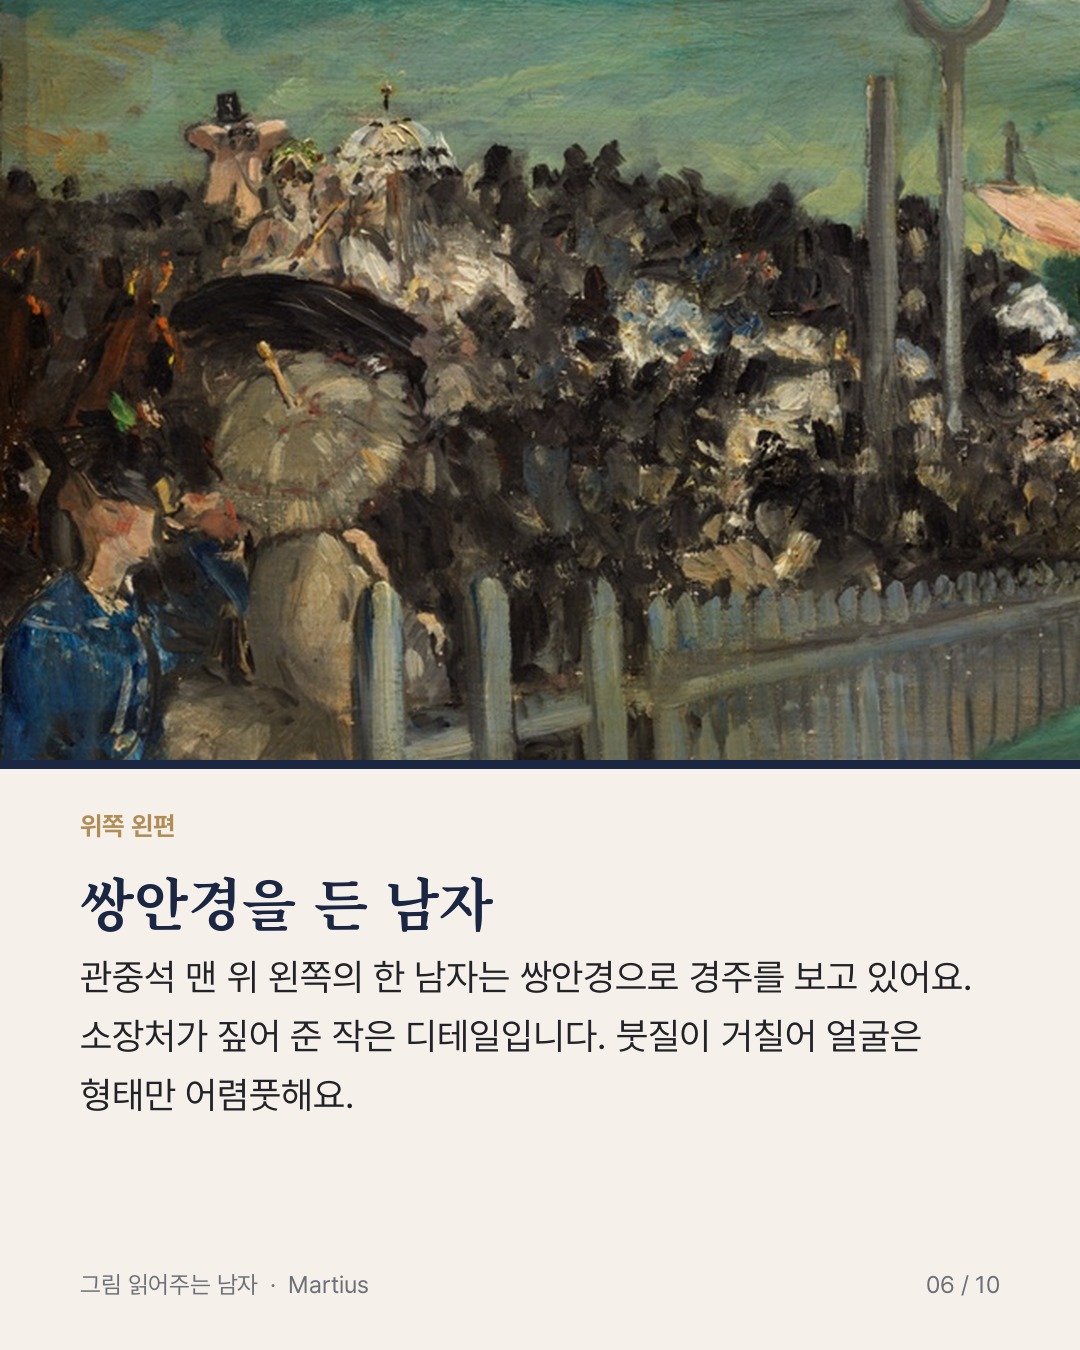 위쪽 왼편
쌍안경을 든 남자
관중석 맨 위 왼쪽의 한 남자는 쌍안경으로 경주를 보고 있어요.
소장처가 짚어 준 작은 디테일입니다. 붓질이 거칠어 얼굴은
형태만 어렴풋해요.
그림 읽어주는 남자 · Martius
06 / 10